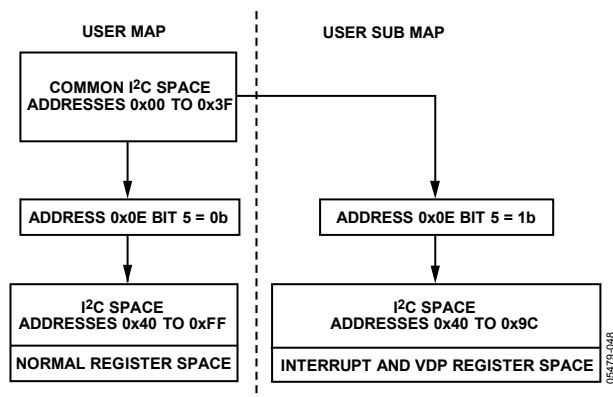 USER MAP
USER SUB MAP
COMMON I²C SPACE
ADDRESSES 0x00 TO 0x3F
ADDRESS 0x0E BIT 5 = 0b
ADDRESS 0x0E BIT 5 = 1b
I²C SPACE
ADDRESSES 0x40 TO 0xFF
NORMAL REGISTER SPACE
I²C SPACE
ADDRESSES 0x40 TO 0x9C
INTERRUPT AND VDP REGISTER SPACE
05479-048